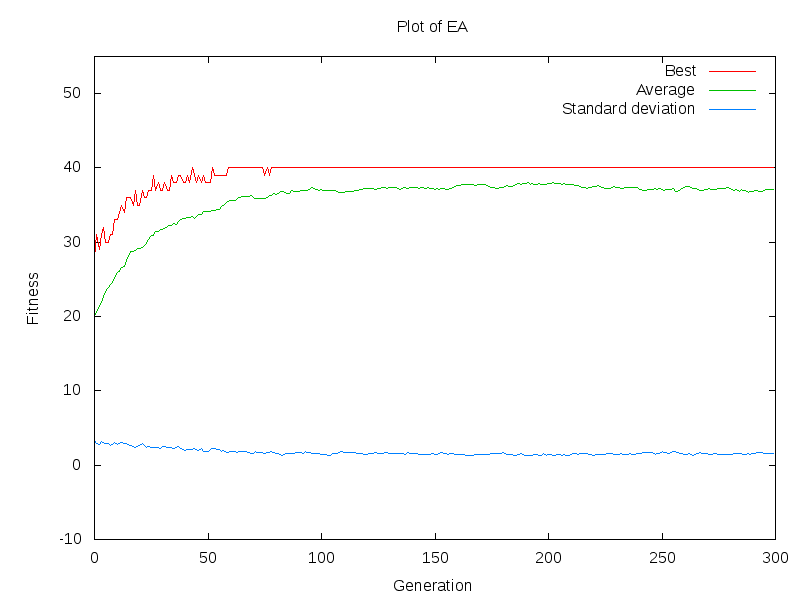 Plot of EA
Best
Average
Standard deviation
50
40
30
20
10
0
-10
Fitness
0 50 100 150 200 250 300
Generation